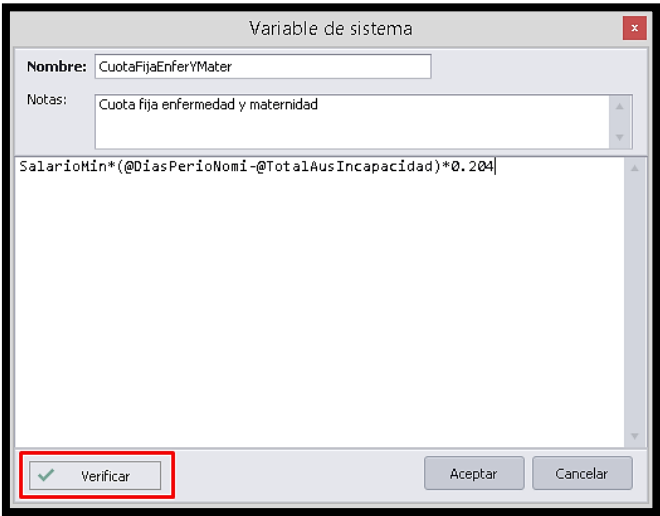 Variable de sistema
x
Nombre: CuotaFijaEnferYMater
Notas: Cuota fija enfermedad y maternidad
SalarioMin*(@DiasPerioNomi-@TotalAusIncapacidad)*0.204
Verificar Aceptar Cancelar